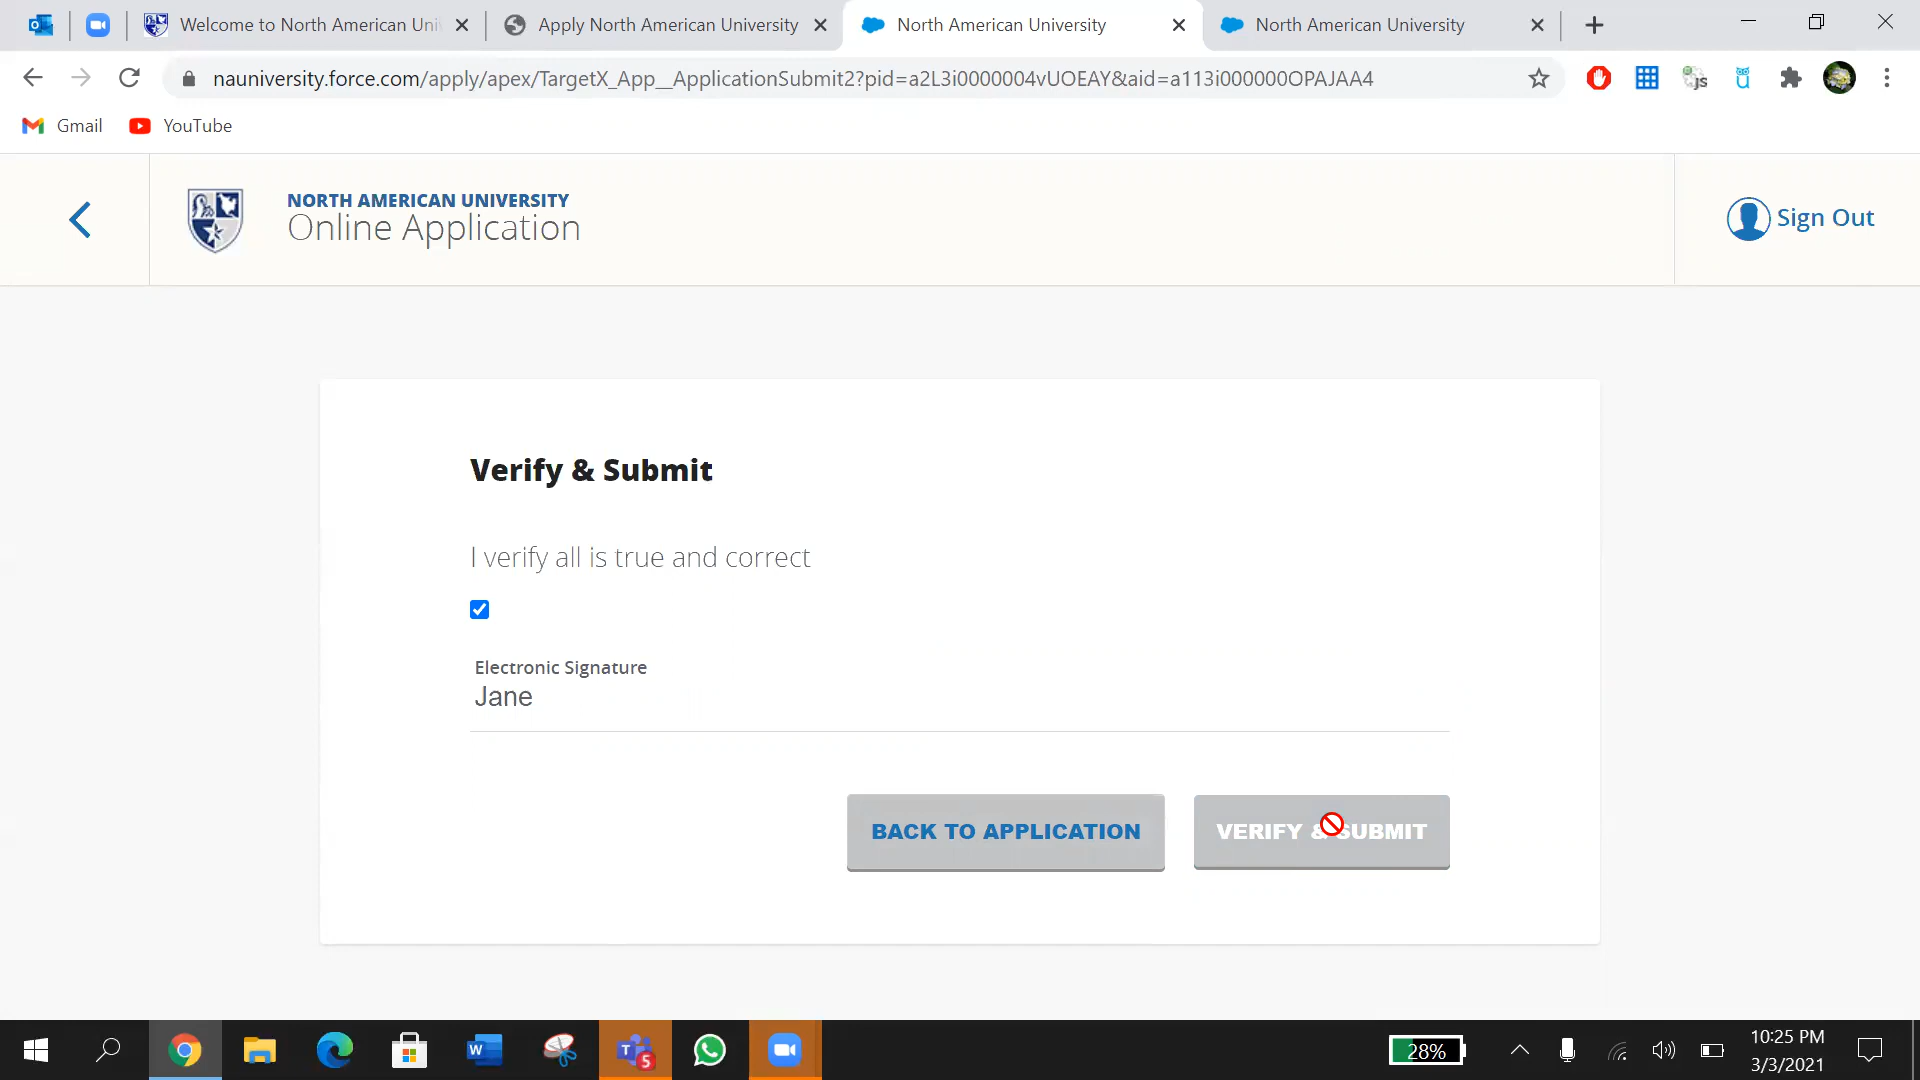 Welcome to North American Uni
Apply North American University
North American University
North American University
nauniversity.force.com/apply/apex/TargetX_App__ApplicationSubmit2?pid=a2L3i0000004vUOEAY&aid=a113i000000OPAJAA4
Gmail
YouTube
NORTH AMERICAN UNIVERSITY
Online Application
Sign Out
Verify & Submit
I verify all is true and correct
Electronic Signature
Jane
BACK TO APPLICATION
VERIFY & SUBMIT
28%
10:25 PM
3/3/2021